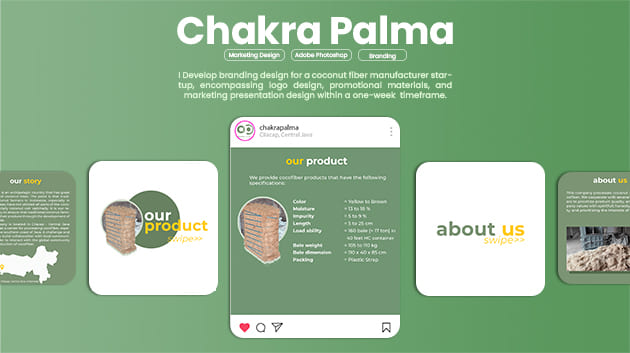 Chakra Palma
Marketing Design
Adobe Photoshop
Branding
I Develop branding design for a coconut fiber manufacturer star-
tup, encompassing logo design, promotional materials, and
marketing presentation design within a one-week timeframe.
our story
our
product
swipe>>
chakrapalma
Cilacap, Central Java
our product
We provide cocofiber products that have the following
specifications:
Color = Yellow to Brown
Moisture = 13 to 18 %
Impurity = 5 to 9 %
Length = 5 to 25 cm
Load ability = 160 bale (± 17 ton) in
40 feet HC container
Bale weight = 105 to 110 kg
Bale dimension = 110 x 40 x 85 cm
Packing = Plastic Strap
about us
swipe>>
about us